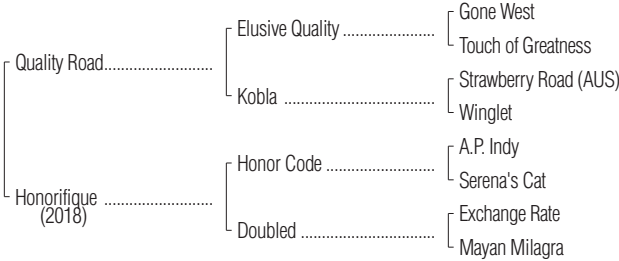 Gone West
Elusive Quality
Touch of Greatness
Quality Road
Strawberry Road (AUS)
Kobla
Winglet
A.P. Indy
Honor Code
Serena's Cat
Honorifique
(2018)
Exchange Rate
Doubled
Mayan Milagra